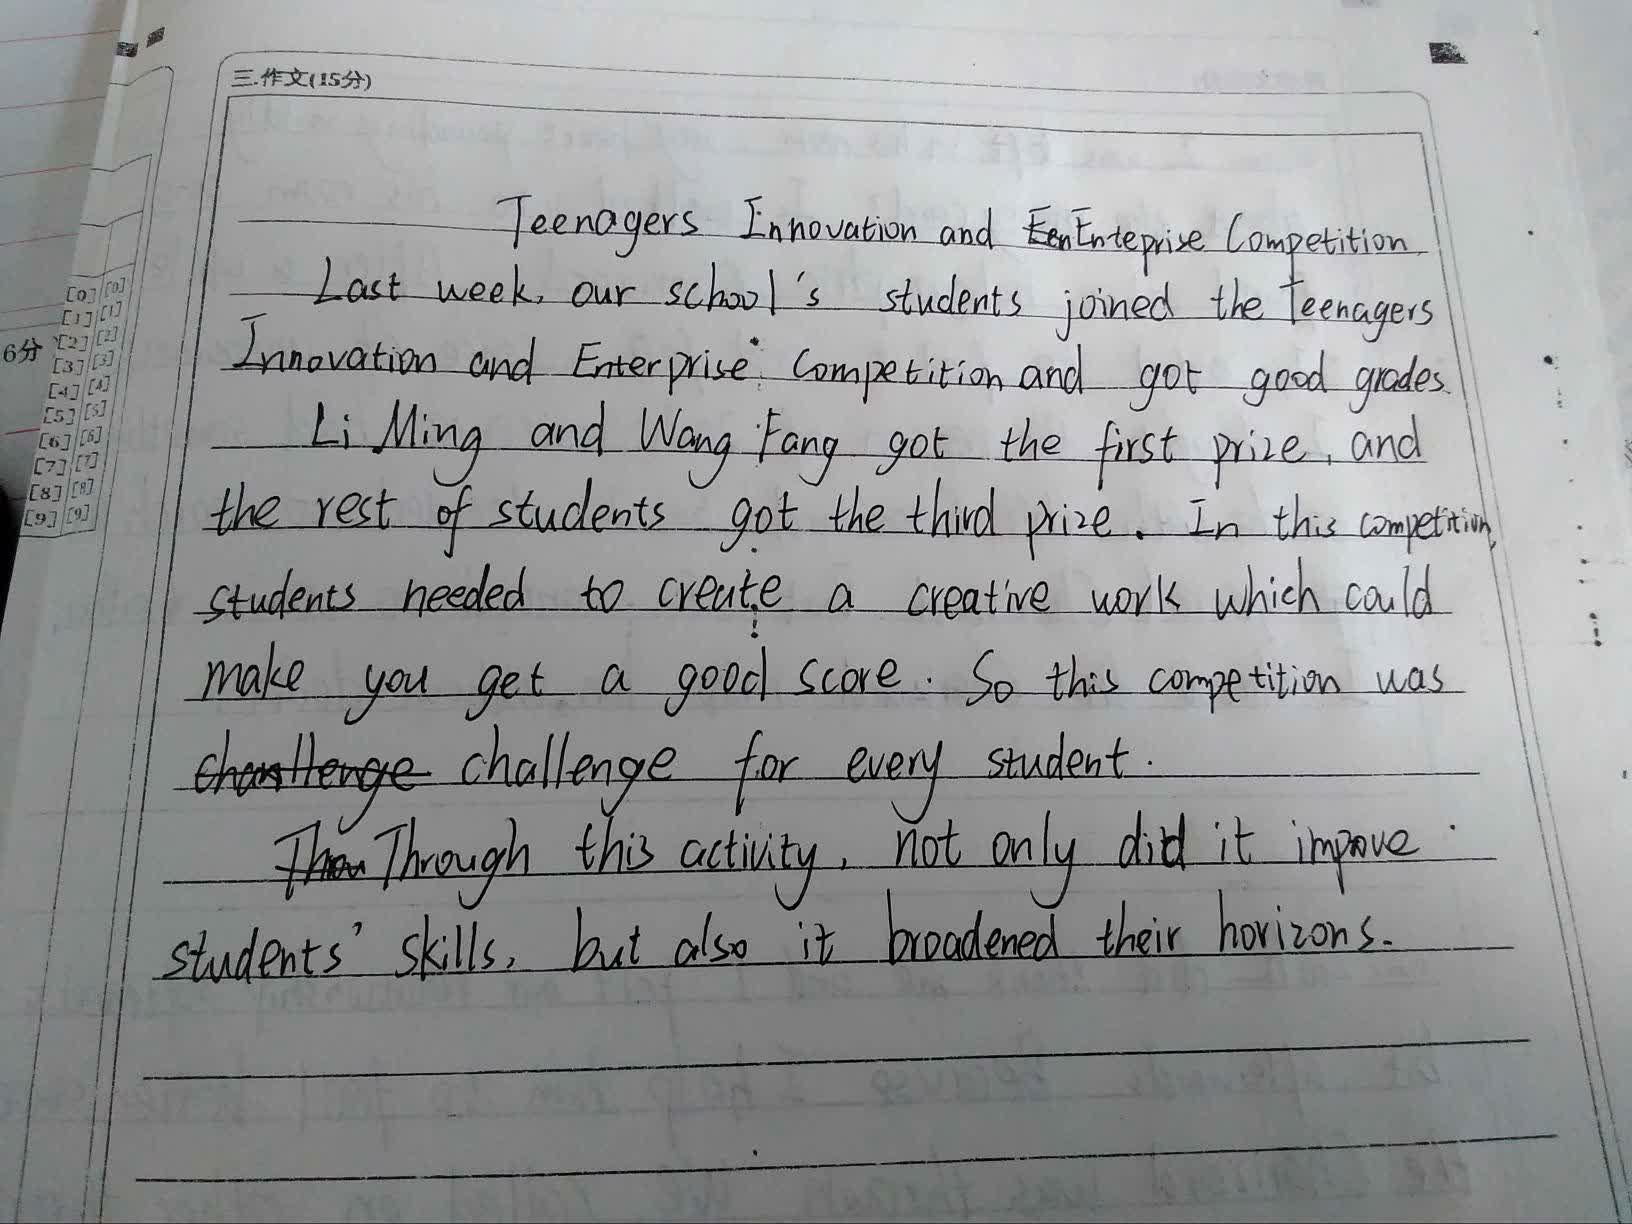 三.作文(15分)
Teenagers Innovation and Een Enteprise Competition
Last week, our school's students joined the Teenagers
Innovation and Enterprise Competition and got good grades.
Li Ming and Wang Fang got the first prize, and
the rest of students got the third prize. In this competition,
students needed to create a creative work which could
make you get a good score. So this competition was
challenge for every student.
Through this activity, not only did it improve
students' skills, but also it broadened their horizons.
6分
[0] [0]
[1] [1]
[2] [2]
[3] [3]
[4] [4]
[5] [5]
[6] [6]
[7] [7]
[8] [8]
[9] [9]